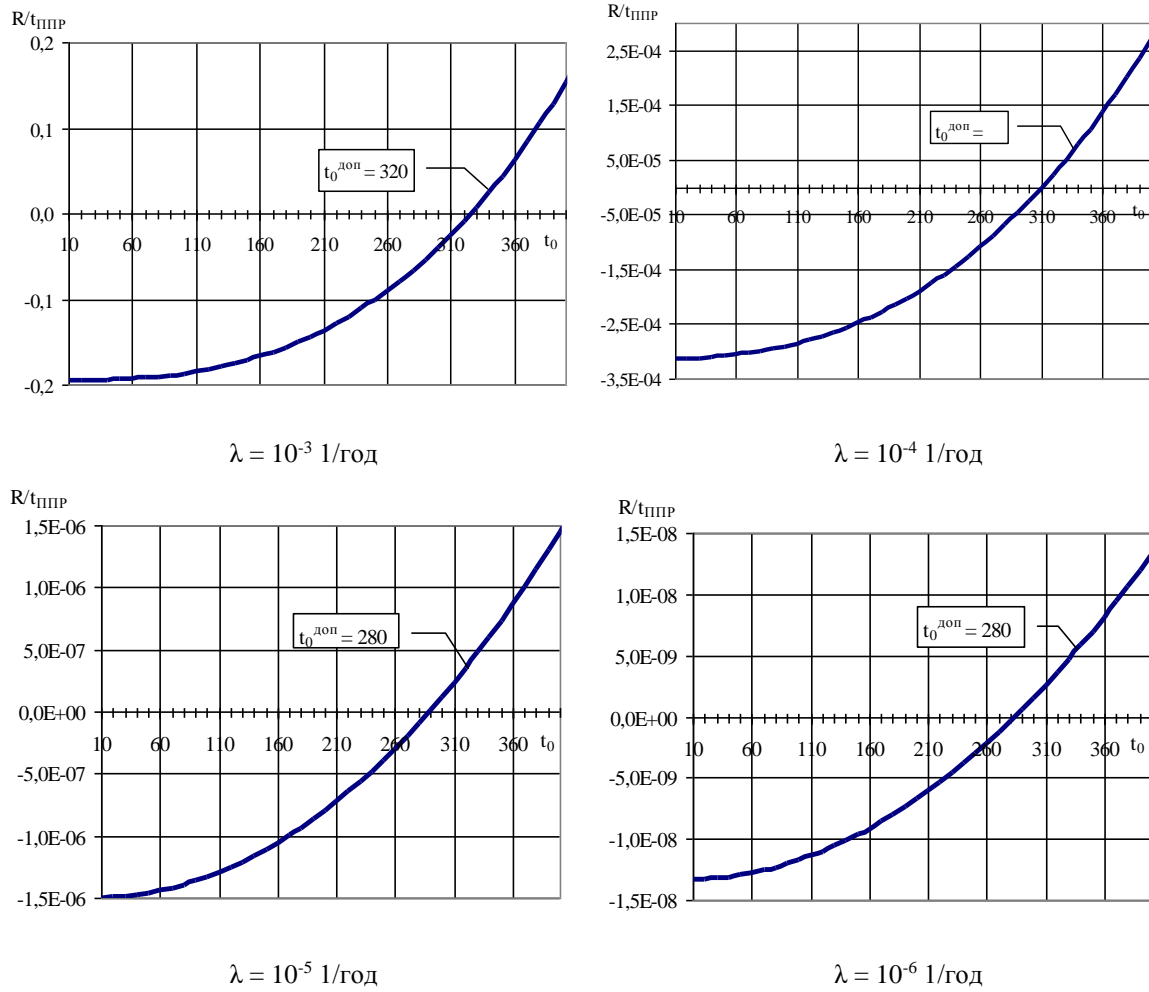 R/tППР
0,2
0,1
0,0
-0,1
-0,2
10 60 110 160 210 260 310 360 t₀
t₀ᵈᵒⁿ = 320
λ = 10⁻³ 1/год
R/tППР
2,5E-04
1,5E-04
5,0E-05
-5,0E-05
-1,5E-04
-2,5E-04
-3,5E-04
10 60 110 160 210 260 310 360 t₀
t₀доп =
λ = 10⁻⁴ 1/год
R/tППР
1,5E-06
1,0E-06
5,0E-07
0,0E+00
-5,0E-07
-1,0E-06
-1,5E-06
10 60 110 160 210 260 310 360 t₀
t₀доп = 280
λ = 10⁻⁵ 1/год
R/tППР
1,5E-08
1,0E-08
5,0E-09
0,0E+00
-5,0E-09
-1,0E-08
-1,5E-08
10 60 110 160 210 260 310 360 t₀
t₀доп = 280
λ = 10⁻⁶ 1/год